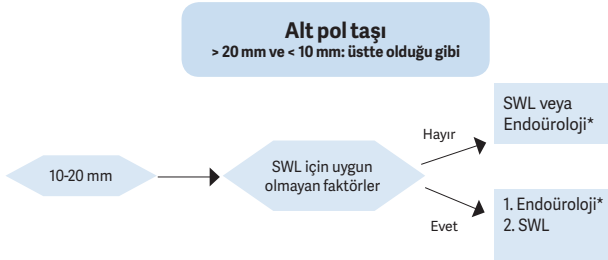 Alt pol taşı
> 20 mm ve < 10 mm: üstte olduğu gibi
10-20 mm
SWL için uygun
olmayan faktörler
Hayır
SWL veya
Endoüroloji*
Evet
1. Endoüroloji*
2. SWL